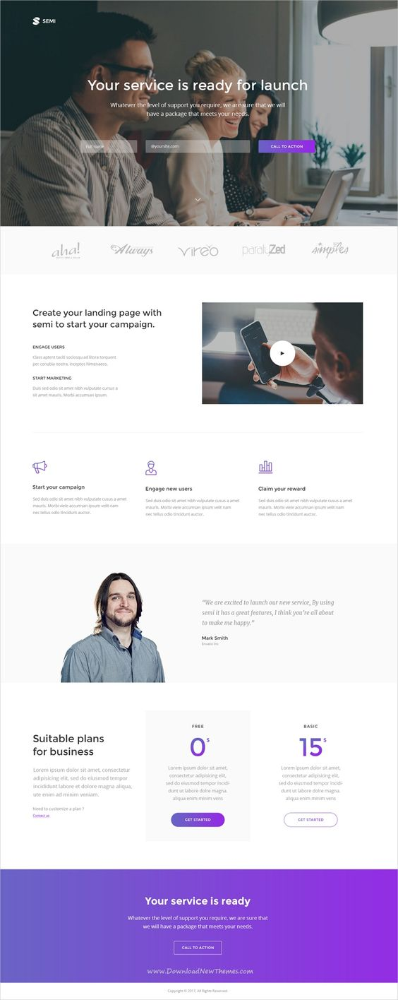 SEMI
Your service is ready for launch
Whatever the level of support you require, we are sure that we will
have a package that meets your needs.
Full name
@yoursite.com
CALL TO ACTION
aha!
Always
vireo
paralyZed
simples
Create your landing page with
semi to start your campaign.
ENGAGE USERS
Class aptent taciti sociosqu ad litora torquent
per conubia nostra, inceptos himenaeos.
START MARKETING
Duis sed odio sit amet nibh vulputate cursus a
sit amet mauris. Morbi accumsan ipsum.
Start your campaign
Sed duis odio sit amet nibh vulputate cusus a amet
mauris. Morbi viele accumsan ipsum velit nam
nec tellus odio tincidunt auctor.
Engage new users
Sed duis odio sit amet nibh vulputate cusus a amet
mauris. Morbi viele accumsan ipsum velit nam
nec tellus odio tincidunt auctor.
Claim your reward
Sed duis odio sit amet nibh vulputate cusus a amet
mauris. Morbi viele accumsan ipsum velit nam
nec tellus odio tincidunt auctor.
“We are excited to launch our new service, By using
semi it has a great features, I think you’re all about
to make me happy.”
Mark Smith
Envato Inc
Suitable plans
for business
Lorem ipsum dolor sit amet, consectetur
adipisicing elit, sed do eiusmod tempor
incididunt labore et dolore magna aliqua,
ute enim ad minim veniam.
Need to customize a plan ?
Contact us
FREE
0$
Lorem ipsum dolor sit amet,
consectetur adipisicing elit,
sed do eiusmod tempor incidi-
dunt ut labore et dolore magna.
aliqua enim minim vens
GET STARTED
BASIC
15$
Lorem ipsum dolor sit amet,
consectetur adipisicing elit,
sed do eiusmod tempor incidi-
dunt ut labore et dolore magna.
aliqua enim minim vens
GET STARTED
Your service is ready
Whatever the level of support you require, we are sure that
we will have a package that meets your needs.
CALL TO ACTION
www.DownloadNewThemes.com
Copyright © 2017, All Rights Reserved.